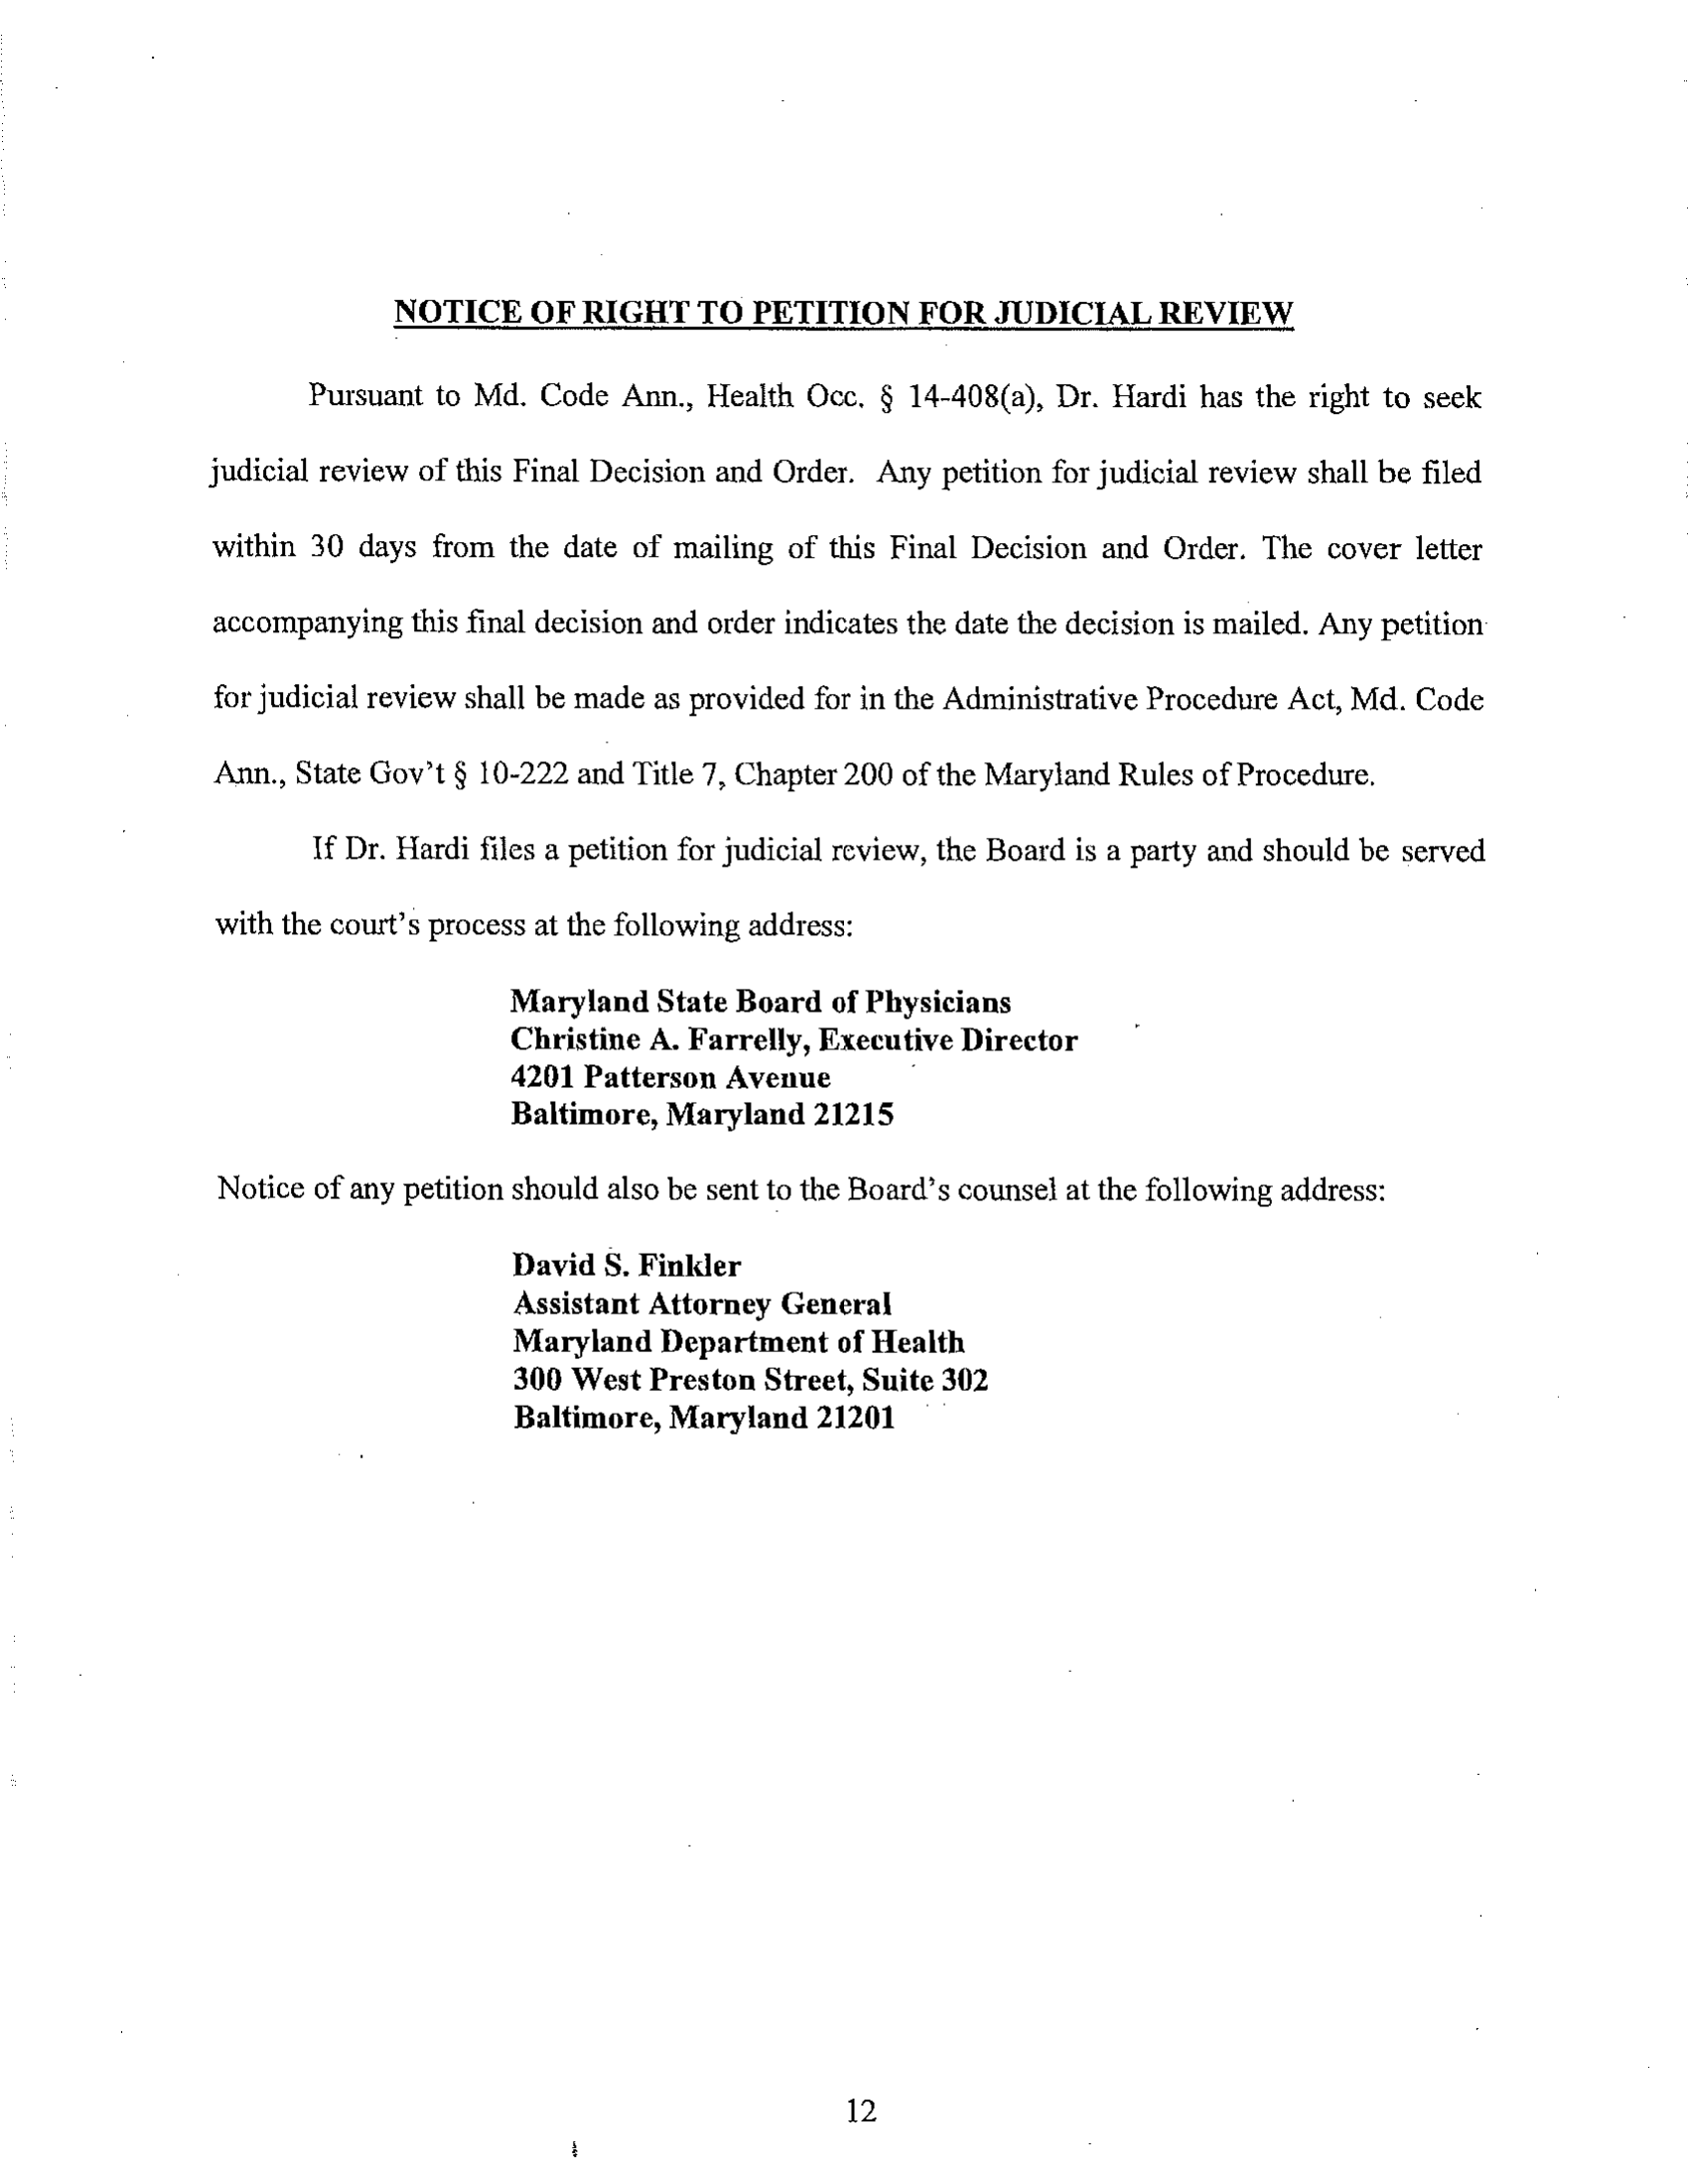 NOTICE OF RIGHT TO PETITION FOR JUDICIAL REVIEW
Pursuant to Md. Code Ann., Health Occ. § 14-408(a), Dr. Hardi has the right to seek
judicial review of this Final Decision and Order. Any petition for judicial review shall be filed
within 30 days from the date of mailing of this Final Decision and Order. The cover letter
accompanying this final decision and order indicates the date the decision is mailed. Any petition
for judicial review shall be made as provided for in the Administrative Procedure Act, Md. Code
Ann., State Gov't § 10-222 and Title 7, Chapter 200 of the Maryland Rules of Procedure.
If Dr. Hardi files a petition for judicial review, the Board is a party and should be served
with the court's process at the following address:
Maryland State Board of Physicians
Christine A. Farrelly, Executive Director
4201 Patterson Avenue
Baltimore, Maryland 21215
Notice of any petition should also be sent to the Board's counsel at the following address:
David S. Finkler
Assistant Attorney General
Maryland Department of Health
300 West Preston Street, Suite 302
Baltimore, Maryland 21201
12